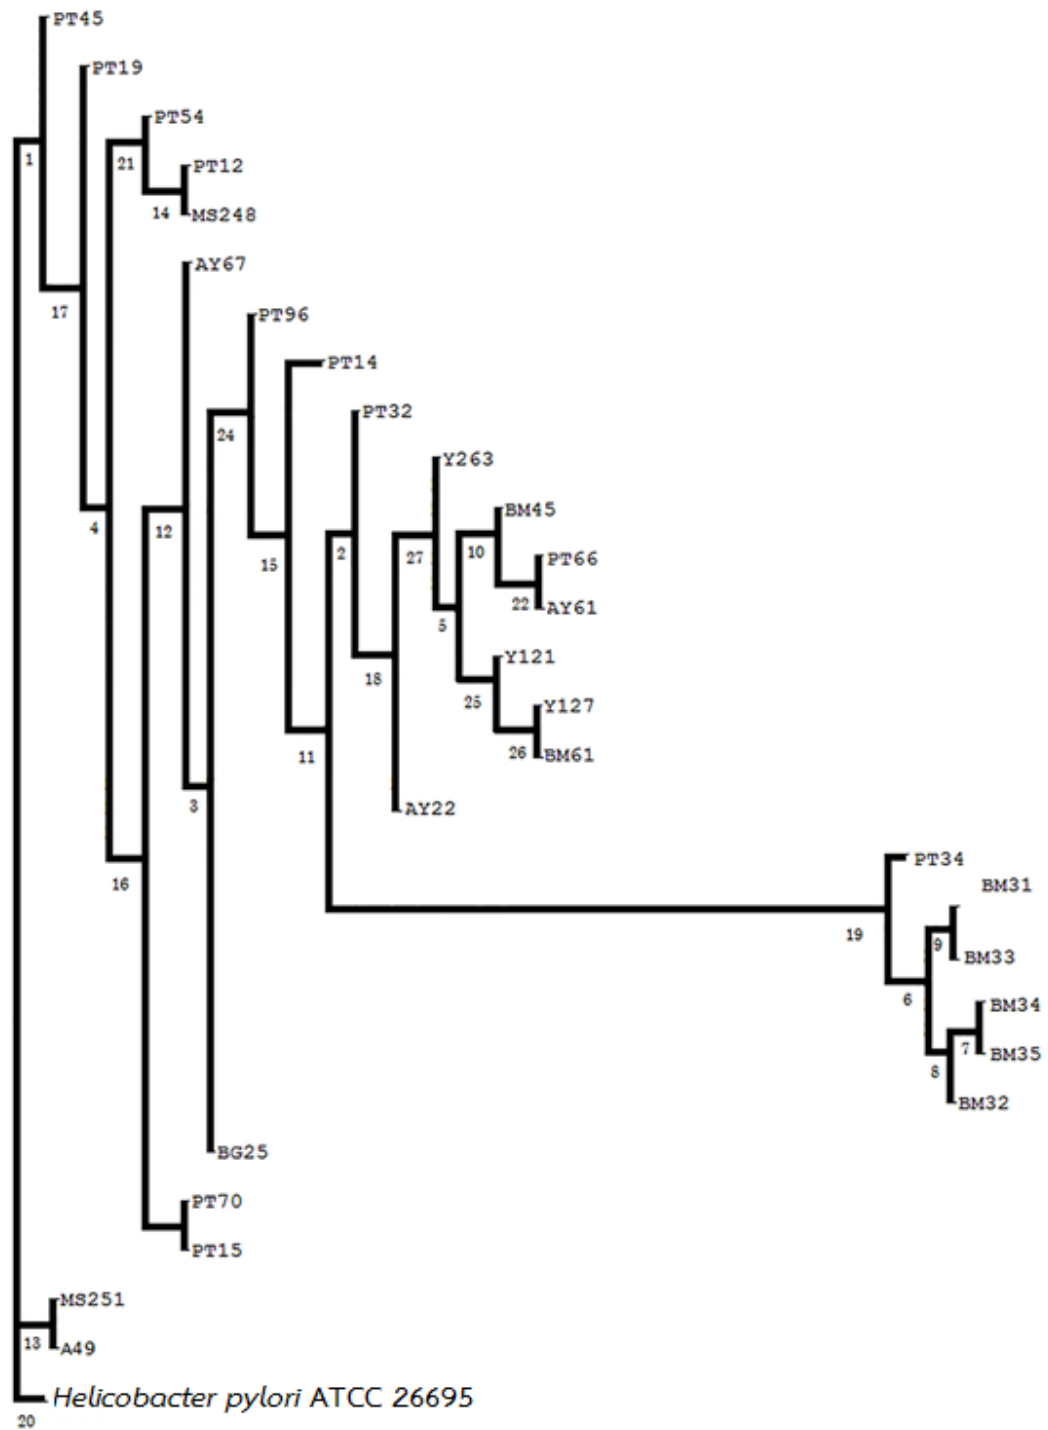 PT45
PT19
PT54
1
21
PT12
14
MS248
AY67
17
PT96
PT14
PT32
24
Y263
BM45
4
12
10
15
2
27
PT66
22
AY61
5
Y121
18
25
Y127
26
BM61
11
3
AY22
PT34
16
BM31
19
9
BM33
6
BM34
7
BM35
8
BM32
BG25
PT70
PT15
MS251
13
A49
Helicobacter pylori ATCC 26695
20